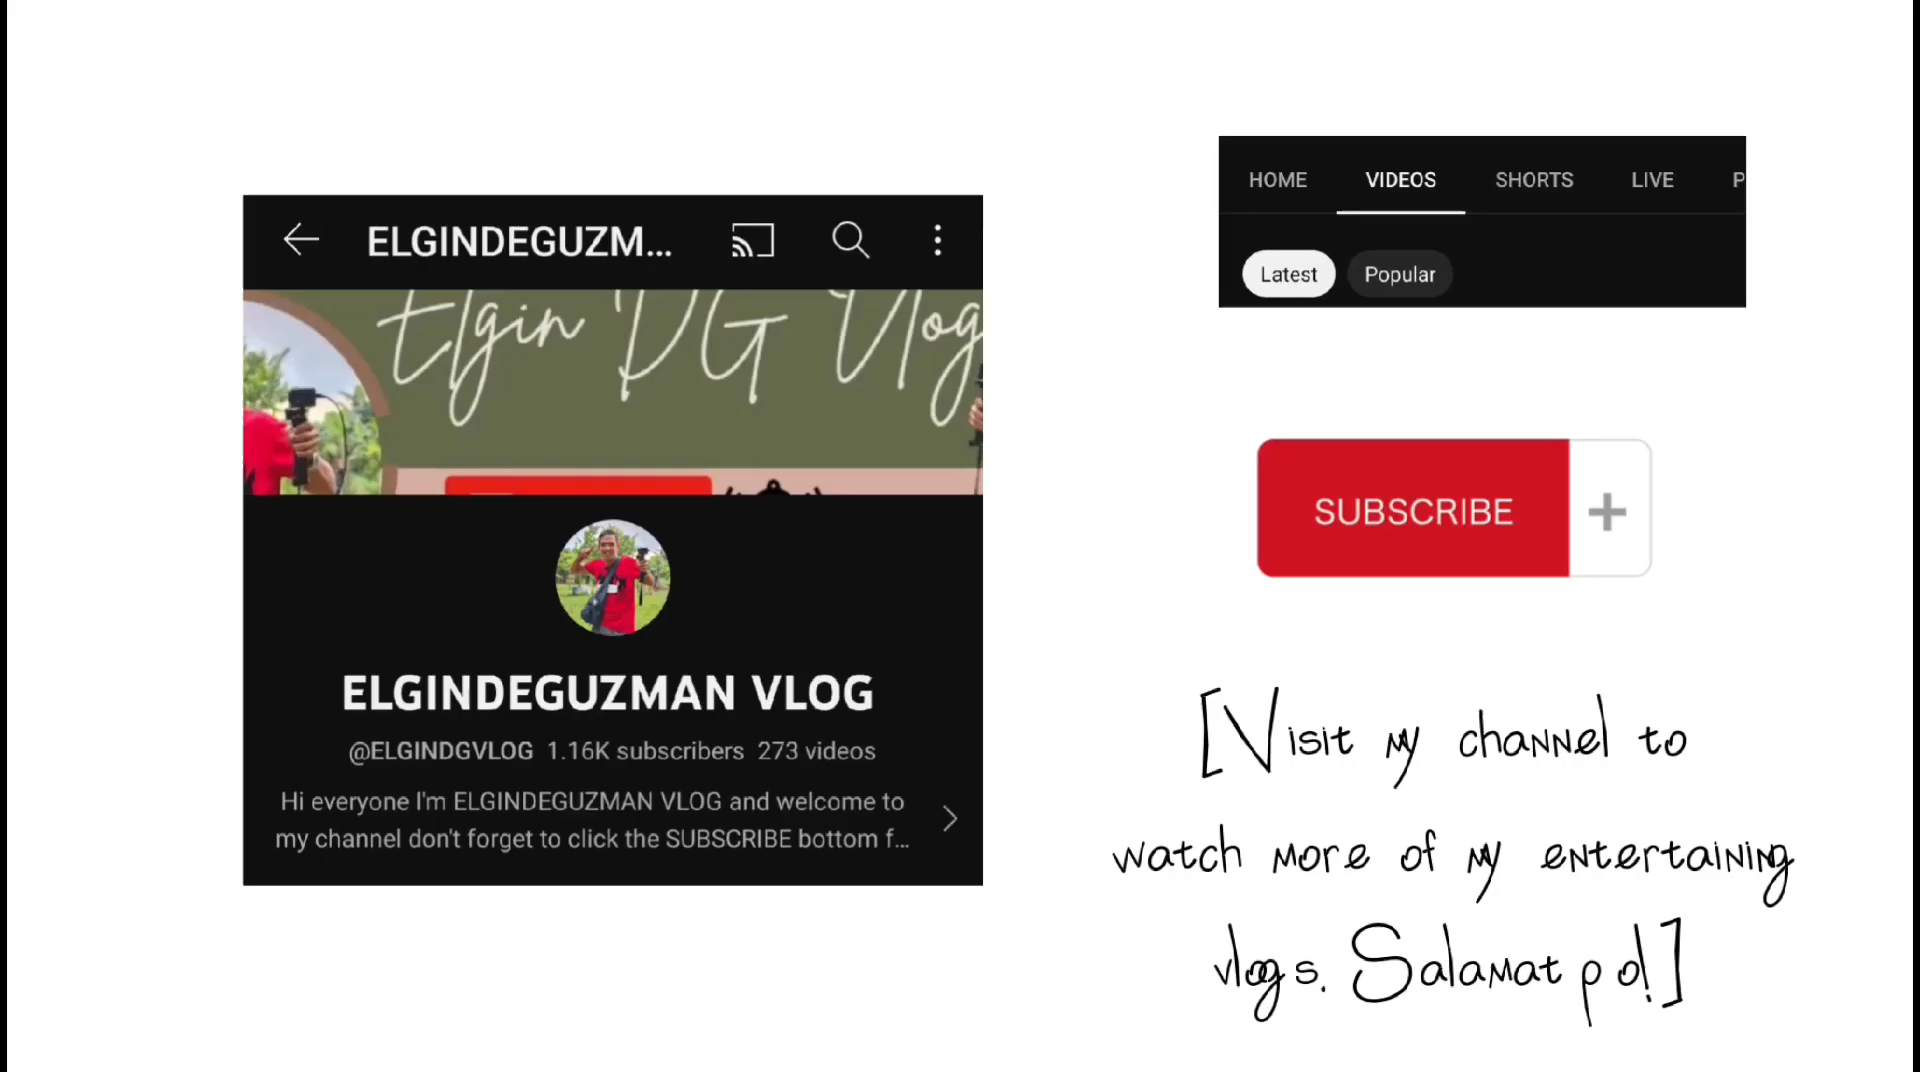 ELGINDEGUZM...
Elgin DG Vlog
ELGINDEGUZMAN VLOG
@ELGINDGVLOG 1.16K subscribers 273 videos
Hi everyone I'm ELGINDEGUZMAN VLOG and welcome to
my channel don't forget to click the SUBSCRIBE bottom f...
HOME VIDEOS SHORTS LIVE P
Latest Popular
SUBSCRIBE +
[Visit my channel to
watch more of my entertaining
vlogs. Salamat po!]